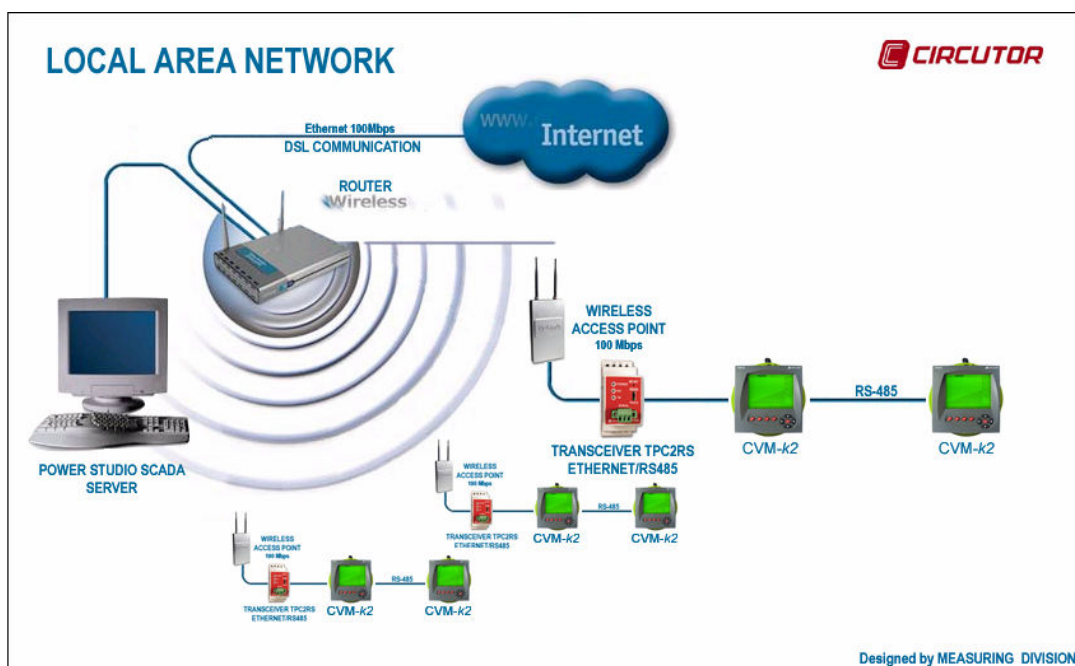 LOCAL AREA NETWORK
CIRCUTOR
Ethernet 100Mbps
DSL COMMUNICATION
www.
Internet
ROUTER
Wireless
WIRELESS
ACCESS POINT
100 Mbps
RS-485
CVM-k2
CVM-k2
TRANSCEIVER TPC2RS
ETHERNET/RS485
POWER STUDIO SCADA
SERVER
WIRELESS
ACCESS POINT
100 Mbps
RS-485
CVM-k2
CVM-k2
TRANSCEIVER TPC2RS
ETHERNET/RS485
WIRELESS
ACCESS POINT
100 Mbps
RS-485
CVM-k2
CVM-k2
TRANSCEIVER TPC2RS
ETHERNET/RS485
Designed by MEASURING DIVISION